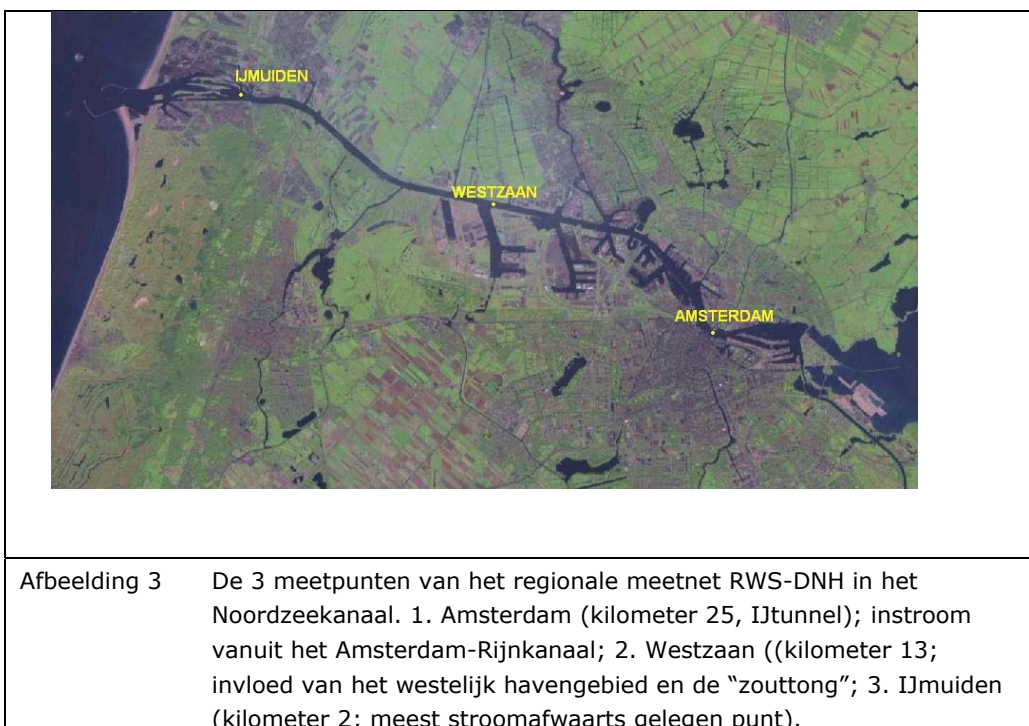 IJMUIDEN
WESTZAAN
AMSTERDAM
Afbeelding 3 De 3 meetpunten van het regionale meetnet RWS-DNH in het
Noordzeekanaal. 1. Amsterdam (kilometer 25, IJtunnel); instroom
vanuit het Amsterdam-Rijnkanaal; 2. Westzaan ((kilometer 13;
invloed van het westelijk havengebied en de “zouttong”; 3. IJmuiden
(kilometer 2; meest stroomafwaarts gelegen punt).